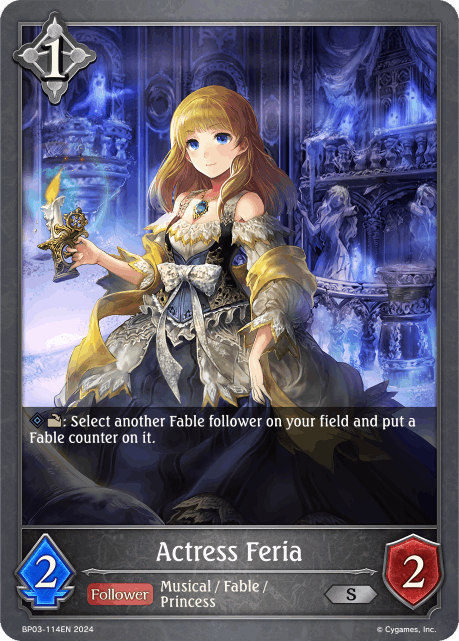 1
: Select another Fable follower on your field and put a
Fable counter on it.
Actress Feria
2
Follower
Musical / Fable /
Princess
S
2
BP03-114EN 2024
© Cygames, Inc.